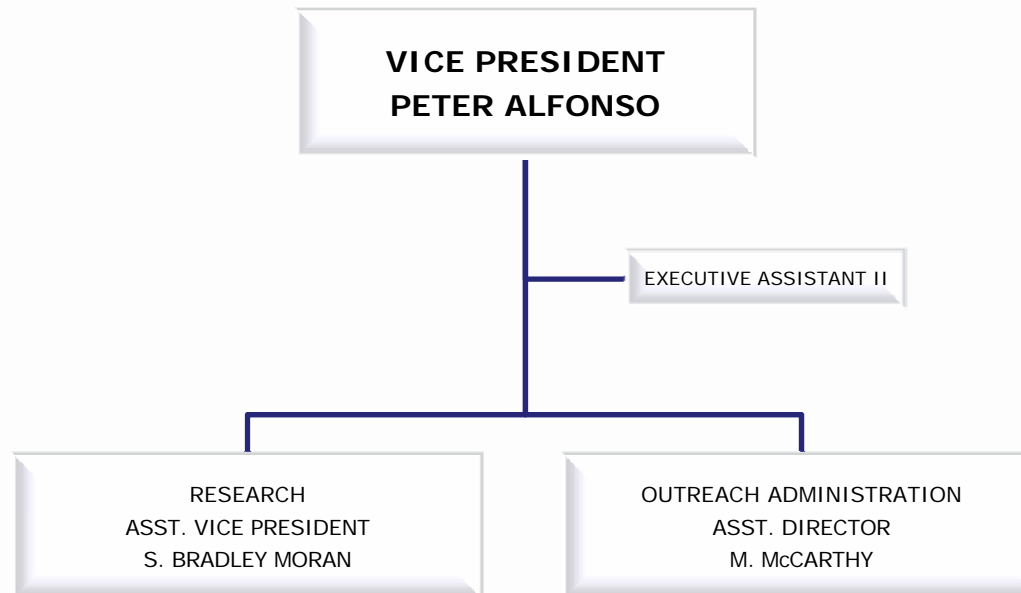 VICE PRESIDENT
PETER ALFONSO
EXECUTIVE ASSISTANT II
RESEARCH
ASST. VICE PRESIDENT
S. BRADLEY MORAN
OUTREACH ADMINISTRATION
ASST. DIRECTOR
M. McCARTHY